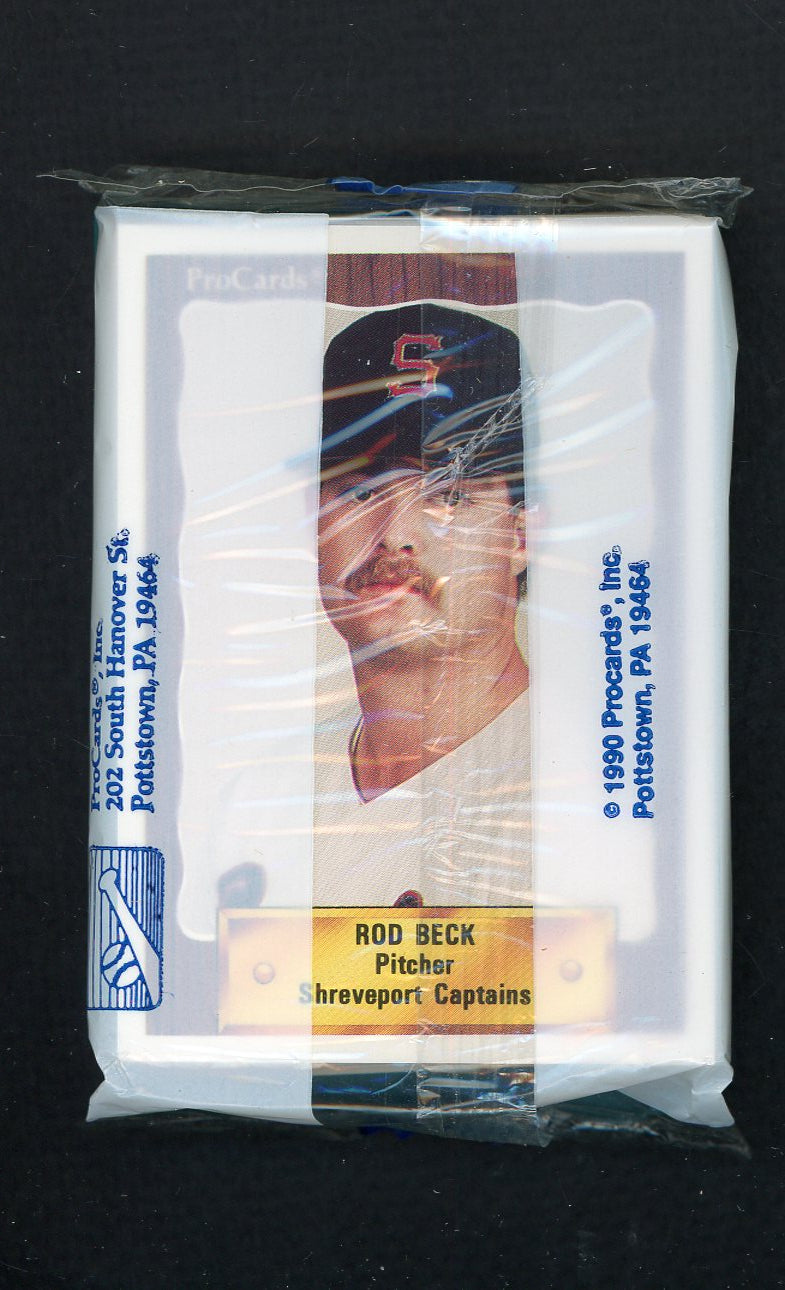 ProCards®
S
ProCards®, Inc.
202 South Hanover St.
Pottstown, PA 19464
© 1990 Procards®, Inc.
Pottstown, PA 19464
ROD BECK
Pitcher
Shreveport Captains